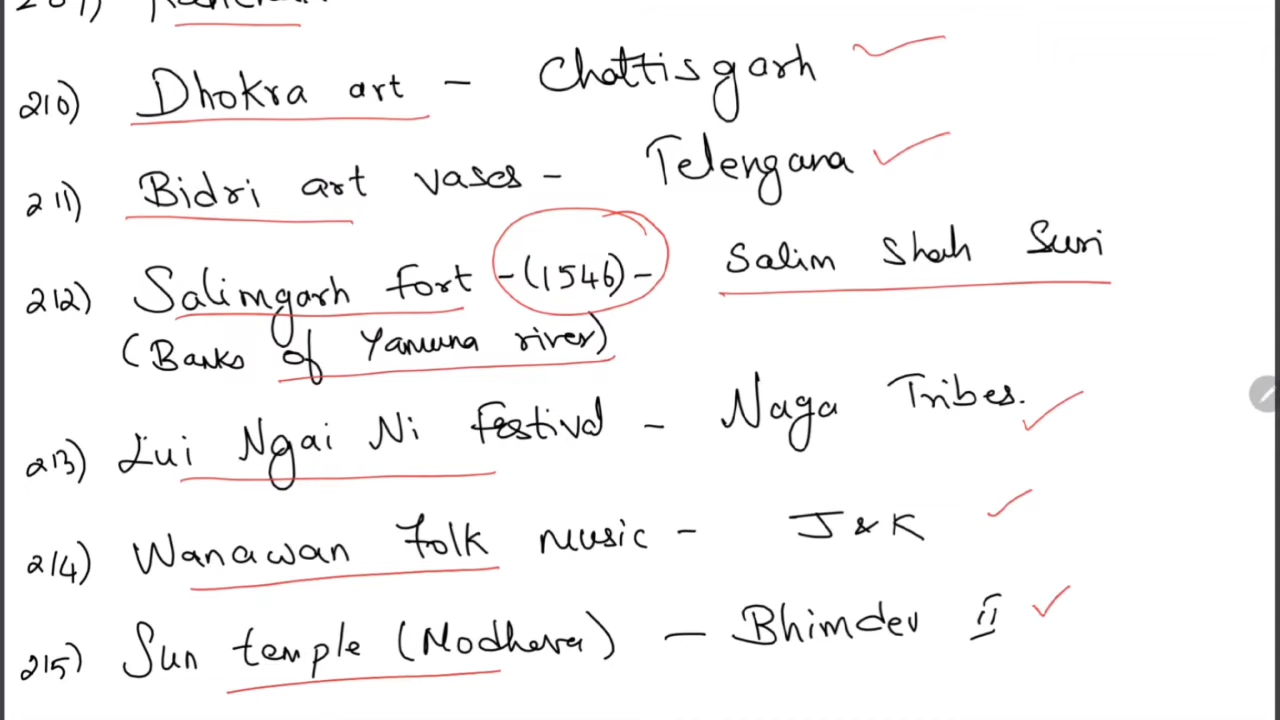 210) Dhokra art - Chattisgarh
211) Bidri art vases - Telengana
212) Salimgarh fort -(1546)- Salim Shah Suri
(Banks of Yamuna river)
213) Lui Ngai Ni festival - Naga Tribes.
214) Wanawan folk music - J & K
215) Sun temple (Modhera) - Bhimdev II